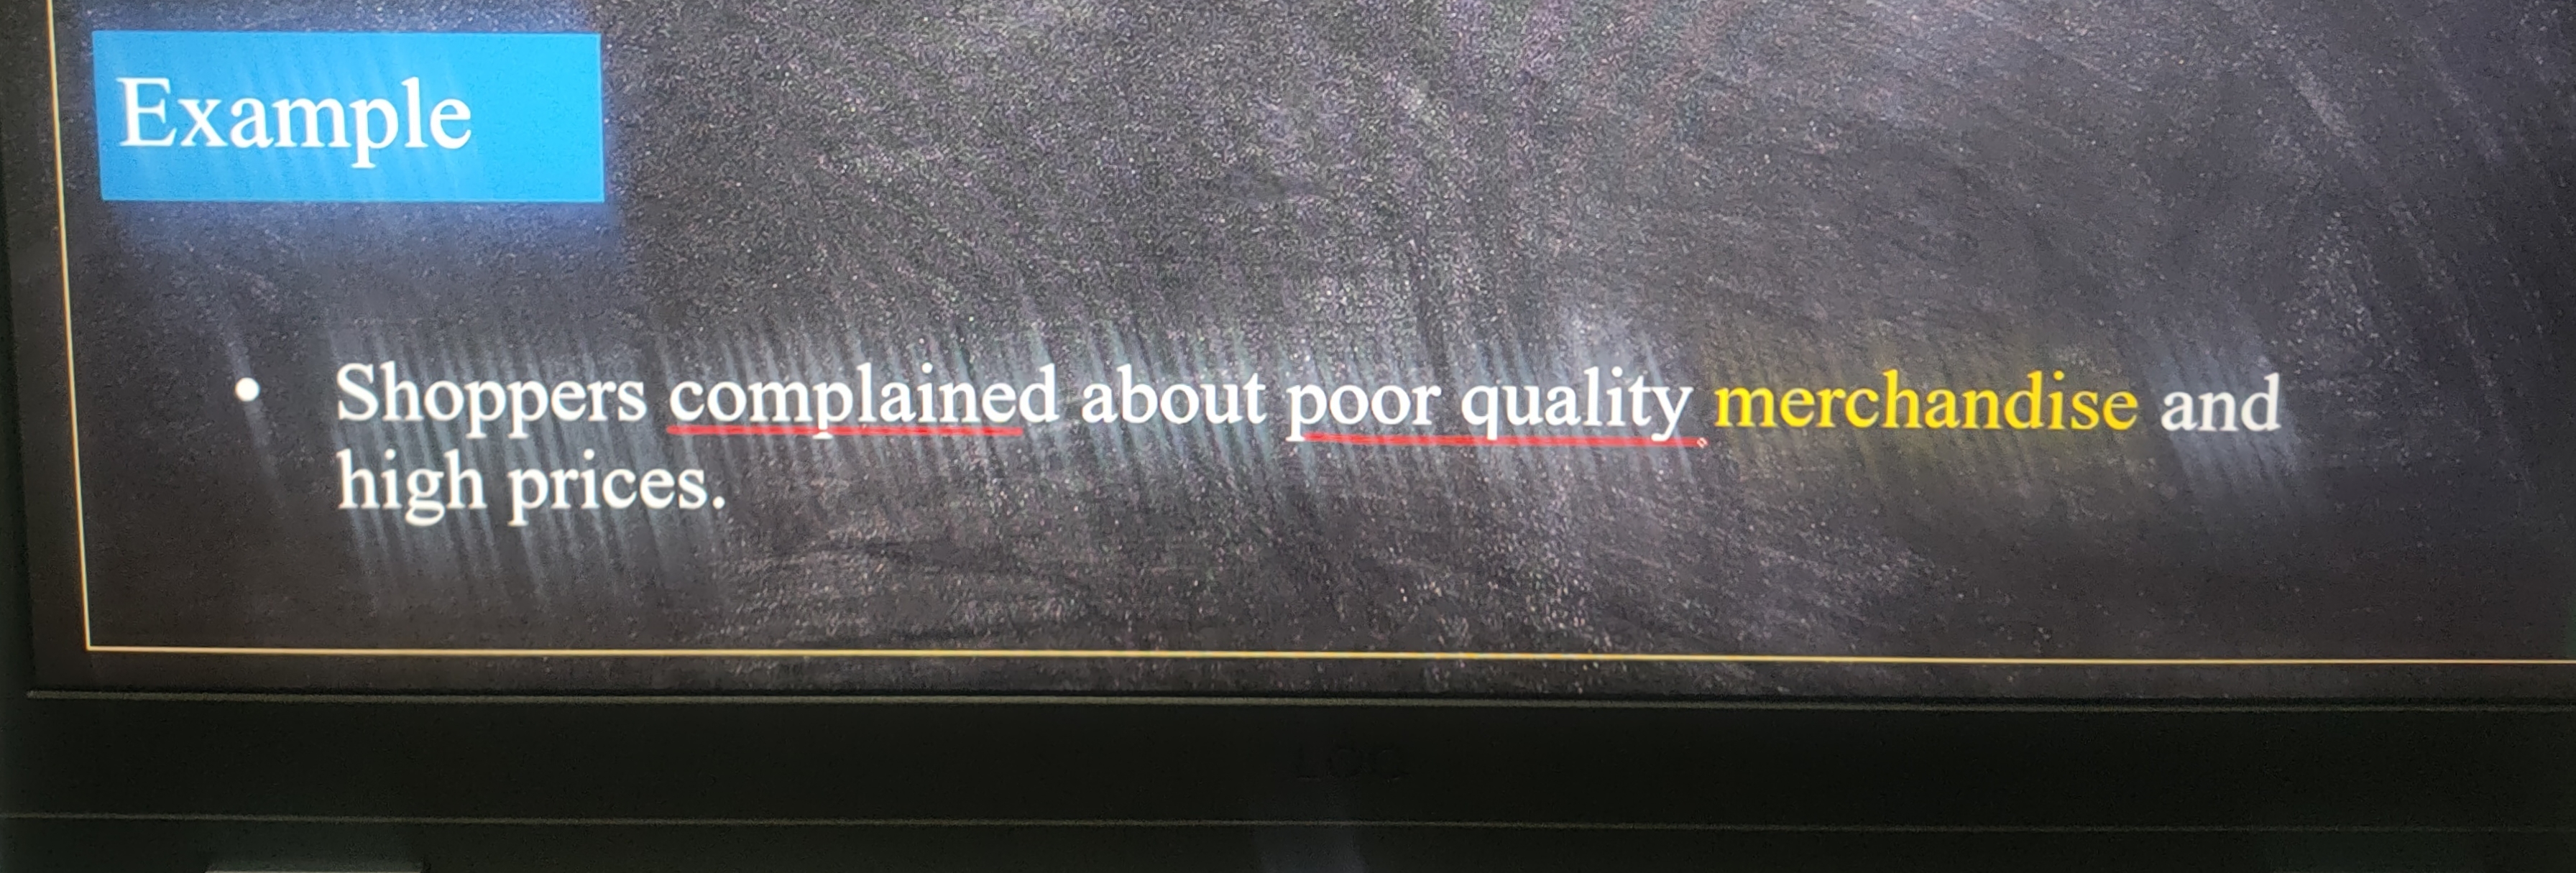 Example
• Shoppers complained about poor quality merchandise and
high prices.